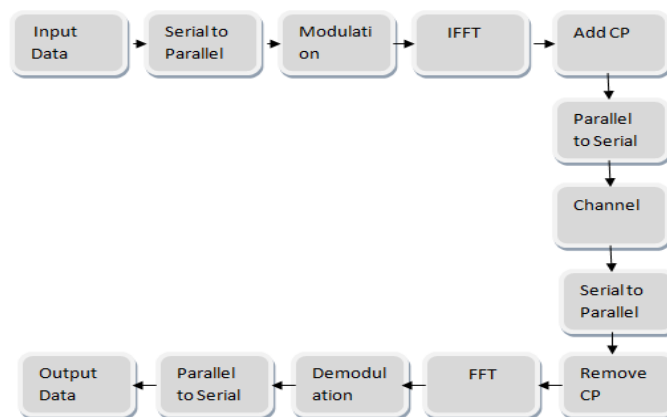 Input
Data
Serial to
Parallel
Modulati
on
IFFT
Add CP
Parallel
to Serial
Channel
Serial to
Parallel
Remove
CP
FFT
Demodul
ation
Parallel
to Serial
Output
Data